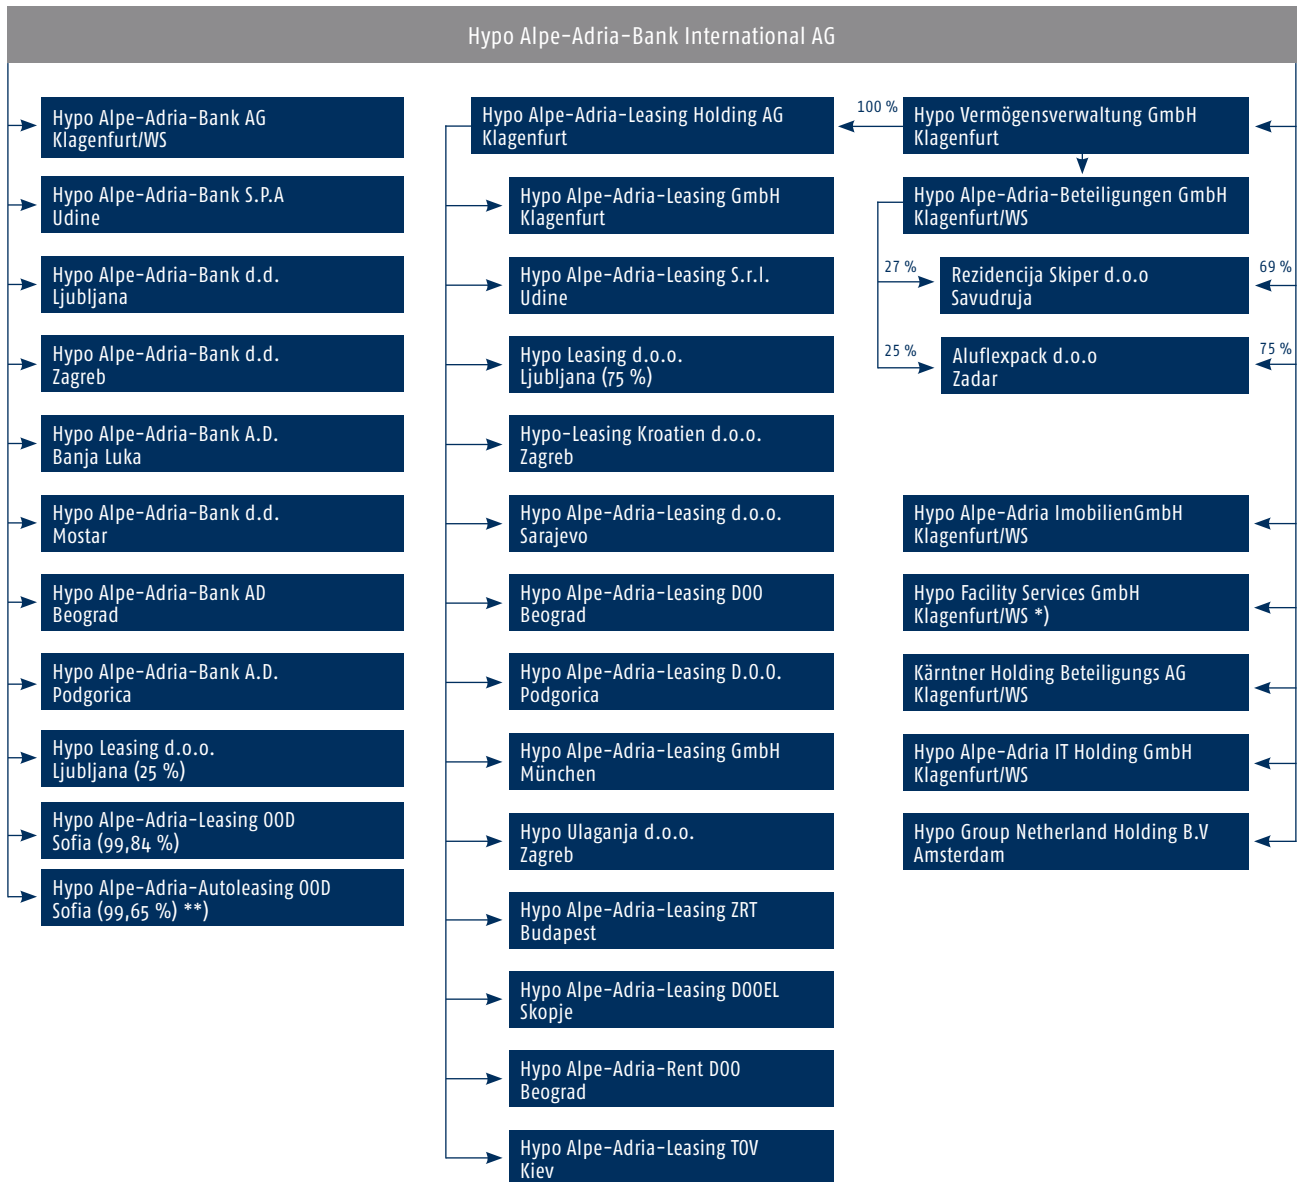 Hypo Alpe-Adria-Bank International AG
Hypo Alpe-Adria-Bank AG
Klagenfurt/WS
Hypo Alpe-Adria-Bank S.P.A
Udine
Hypo Alpe-Adria-Bank d.d.
Ljubljana
Hypo Alpe-Adria-Bank d.d.
Zagreb
Hypo Alpe-Adria-Bank A.D.
Banja Luka
Hypo Alpe-Adria-Bank d.d.
Mostar
Hypo Alpe-Adria-Bank AD
Beograd
Hypo Alpe-Adria-Bank A.D.
Podgorica
Hypo Leasing d.o.o.
Ljubljana (25 %)
Hypo Alpe-Adria-Leasing OOD
Sofia (99,84 %)
Hypo Alpe-Adria-Autoleasing OOD
Sofia (99,65 %) **)
Hypo Alpe-Adria-Leasing Holding AG
Klagenfurt
Hypo Alpe-Adria-Leasing GmbH
Klagenfurt
Hypo Alpe-Adria-Leasing S.r.l.
Udine
Hypo Leasing d.o.o.
Ljubljana (75 %)
Hypo-Leasing Kroatien d.o.o.
Zagreb
Hypo Alpe-Adria-Leasing d.o.o.
Sarajevo
Hypo Alpe-Adria-Leasing DOO
Beograd
Hypo Alpe-Adria-Leasing D.O.O.
Podgorica
Hypo Alpe-Adria-Leasing GmbH
München
Hypo Ulaganja d.o.o.
Zagreb
Hypo Alpe-Adria-Leasing ZRT
Budapest
Hypo Alpe-Adria-Leasing DOOEL
Skopje
Hypo Alpe-Adria-Rent DOO
Beograd
Hypo Alpe-Adria-Leasing TOV
Kiev
100 %
Hypo Vermögensverwaltung GmbH
Klagenfurt
Hypo Alpe-Adria-Beteiligungen GmbH
Klagenfurt/WS
27 %
Rezidencija Skiper d.o.o
Savudruja
69 %
25 %
Aluflexpack d.o.o
Zadar
75 %
Hypo Alpe-Adria ImobilienGmbH
Klagenfurt/WS
Hypo Facility Services GmbH
Klagenfurt/WS *)
Kärntner Holding Beteiligungs AG
Klagenfurt/WS
Hypo Alpe-Adria IT Holding GmbH
Klagenfurt/WS
Hypo Group Netherland Holding B.V
Amsterdam